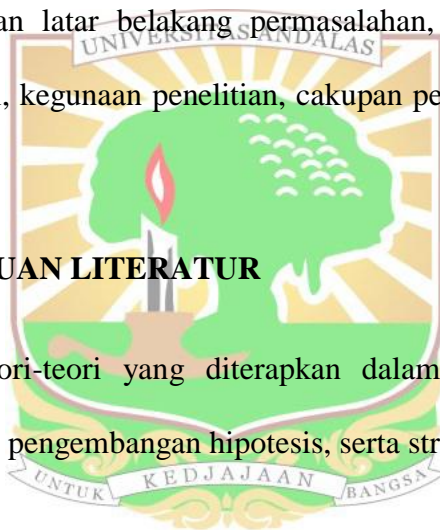 an latar belakang permasalahan,
UNIVERSITAS ANDALAS
, kegunaan penelitian, cakupan pe
UAN LITERATUR
ori-teori yang diterapkan dalam
pengembangan hipotesis, serta str
UNTUK KEDJAJAAN BANGSA